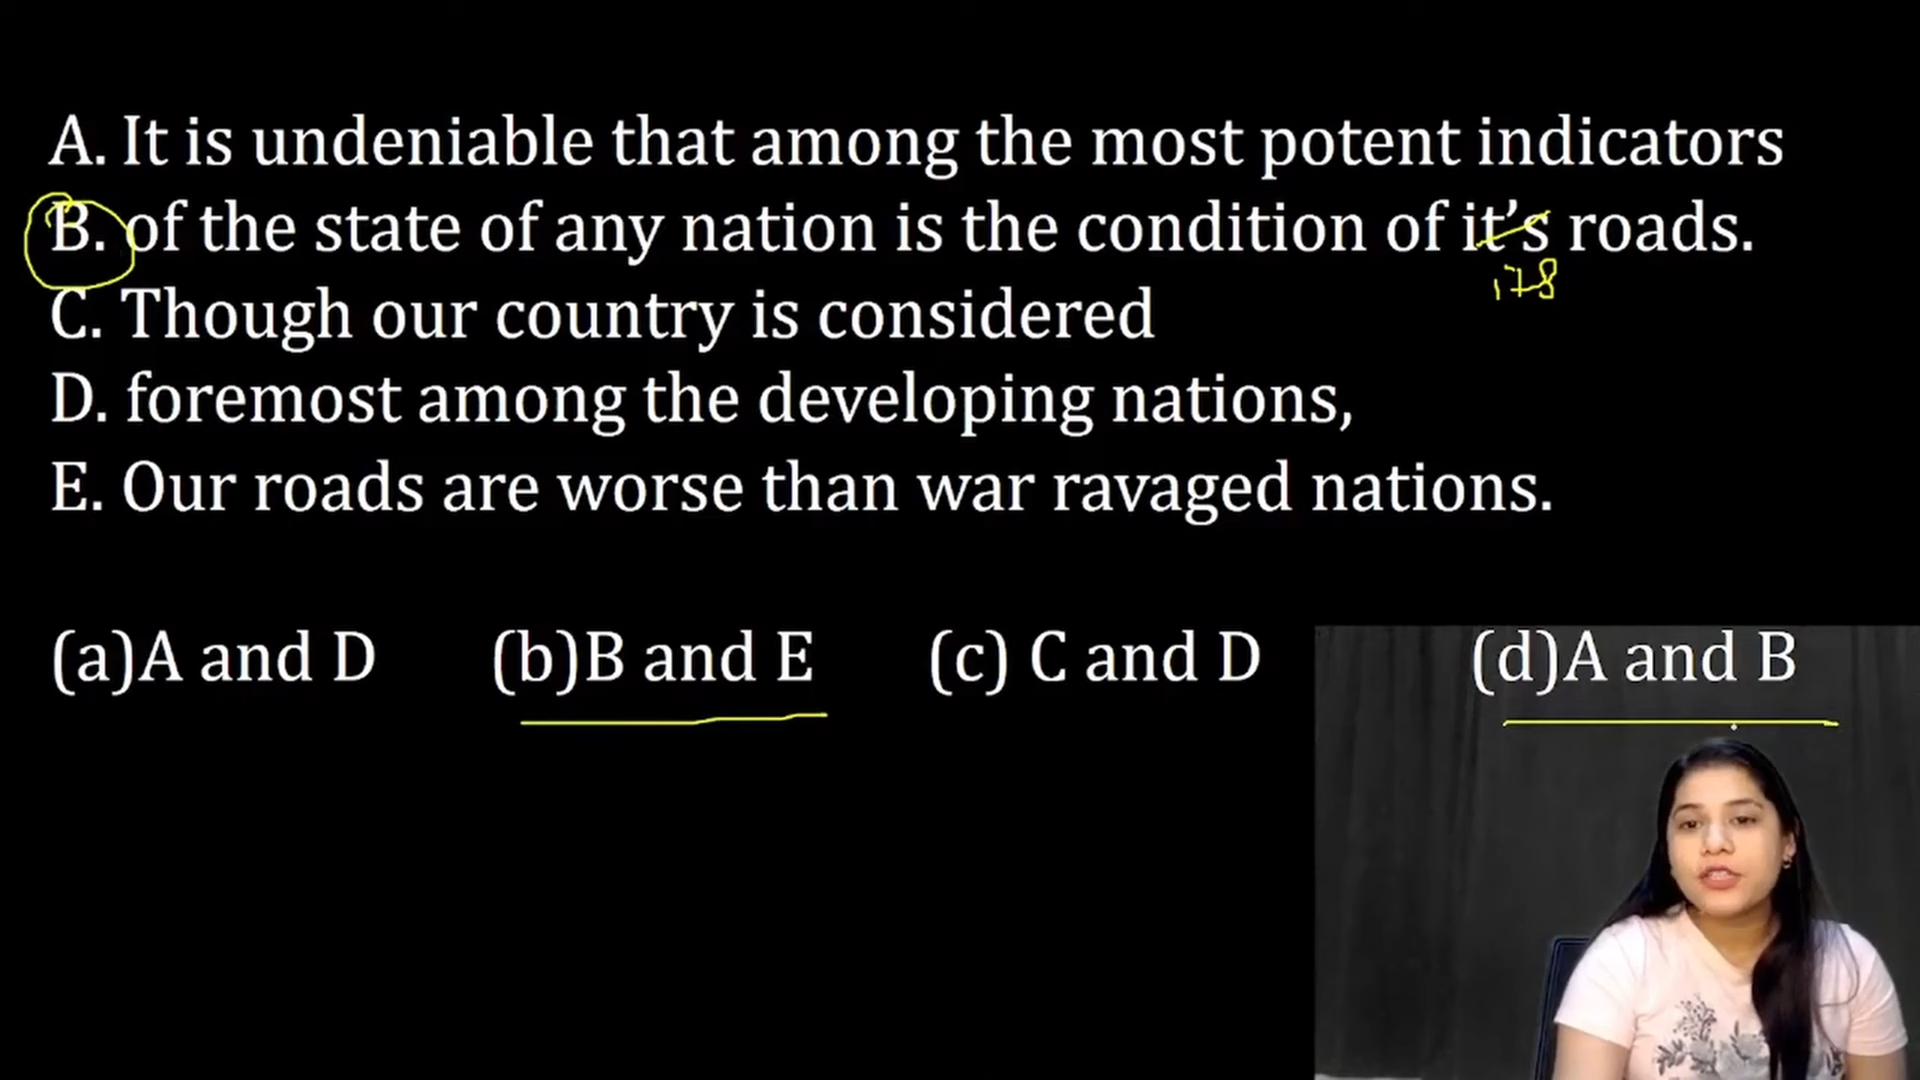 A. It is undeniable that among the most potent indicators
B. of the state of any nation is the condition of it's roads.
its
C. Though our country is considered
D. foremost among the developing nations,
E. Our roads are worse than war ravaged nations.
(a)A and D (b)B and E (c) C and D (d)A and B